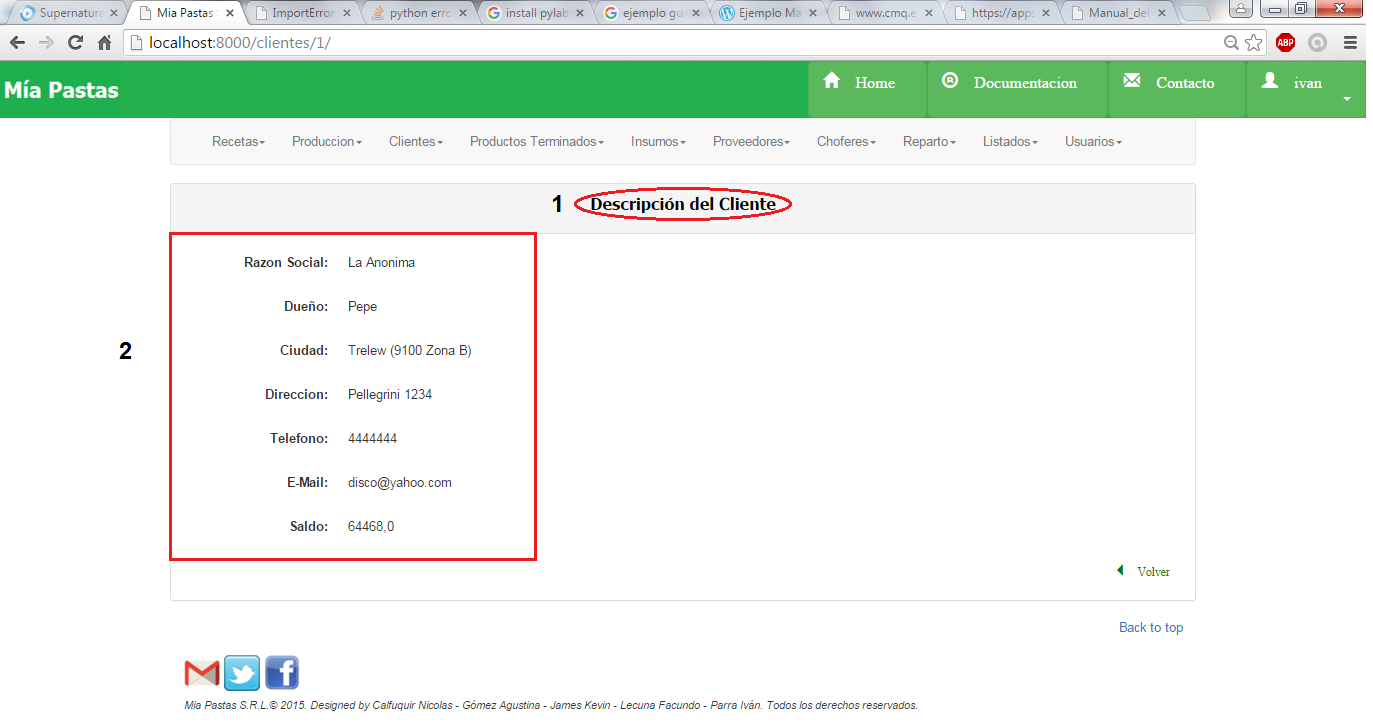 Supernatura Mia Pastas ImportError python erro install pylab ejemplo gu Ejemplo Ma www.cmq.e https://apps Manual_del
localhost:8000/clientes/1/ ABP
Mía Pastas Home Documentacion Contacto ivan
Recetas Produccion Clientes Productos Terminados Insumos Proveedores Choferes Reparto Listados Usuarios
1 Descripción del Cliente
Razon Social: La Anonima
Dueño: Pepe
2 Ciudad: Trelew (9100 Zona B)
Direccion: Pellegrini 1234
Telefono: 4444444
E-Mail: disco@yahoo.com
Saldo: 64468,0
Volver
Back to top
Mia Pastas S.R.L.© 2015. Designed by Calfuquir Nicolas - Gómez Agustina - James Kevin - Lecuna Facundo - Parra Iván. Todos los derechos reservados.